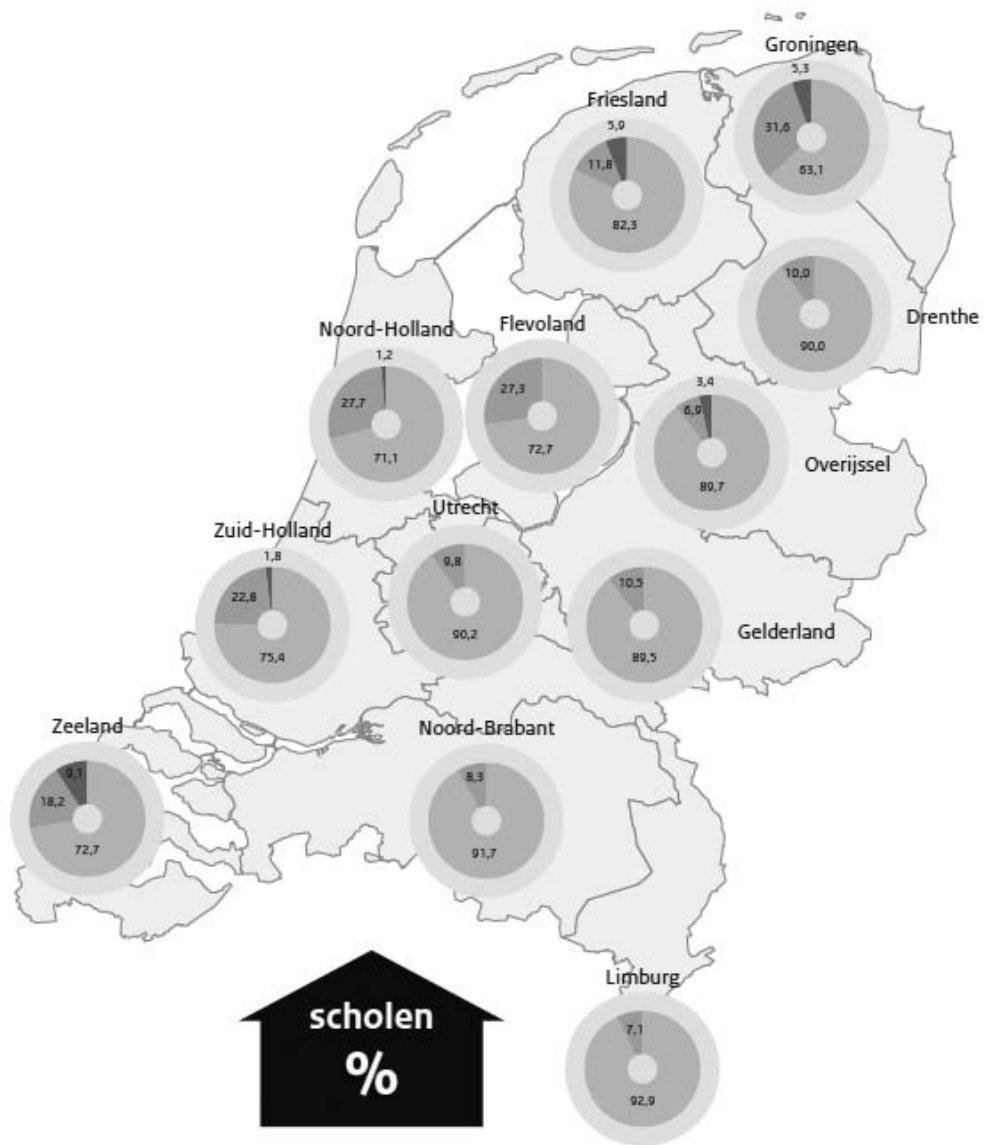 Groningen
5,3
31,6
63,1
Friesland
5,9
11,8
82,3
10,0
90,0
Drenthe
Noord-Holland
1,2
27,7
71,1
Flevoland
27,3
72,7
3,4
6,9
89,7
Overijssel
Utrecht
9,8
90,2
Zuid-Holland
1,8
22,8
75,4
10,5
89,5
Gelderland
Zeeland
9,1
18,2
72,7
Noord-Brabant
8,3
91,7
Limburg
7,1
92,9
scholen
%